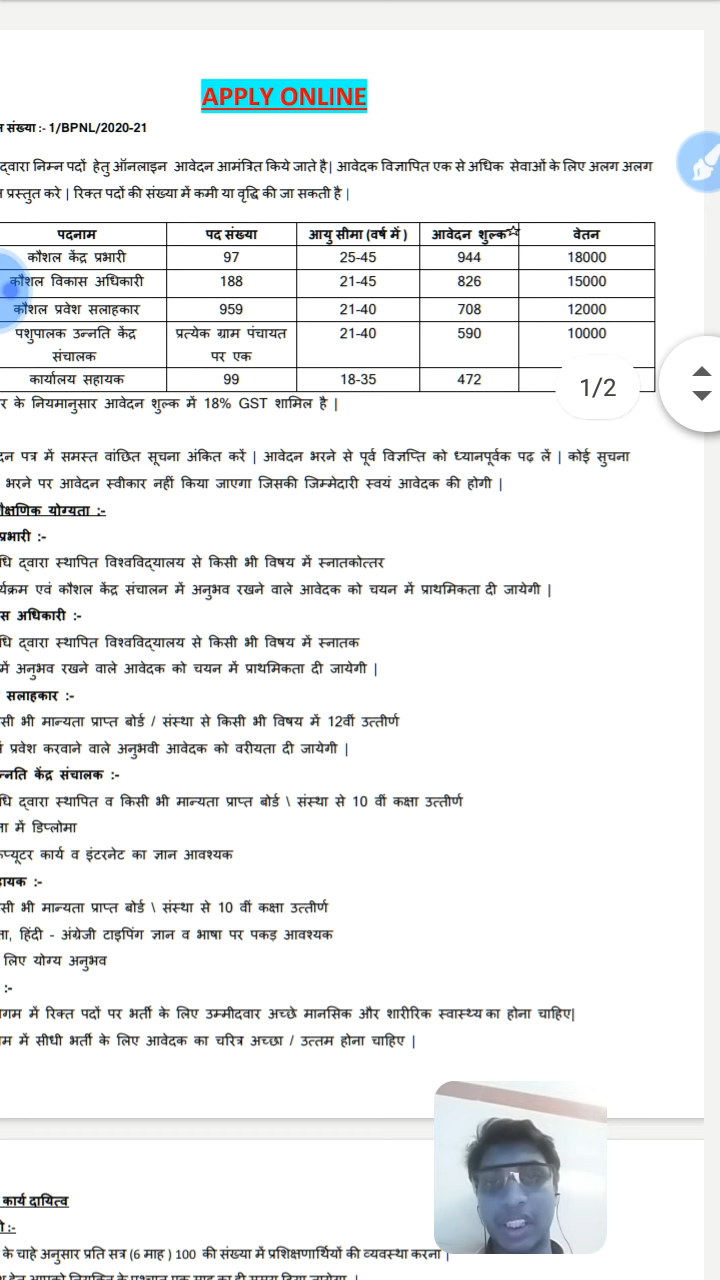 APPLY ONLINE
संख्या :- 1/BPNL/2020-21
द्वारा निम्न पदों हेतु ऑनलाइन आवेदन आमंत्रित किये जाते है| आवेदक विज्ञापित एक से अधिक सेवाओं के लिए अलग अलग
प्रस्तुत करे | रिक्त पदों की संख्या में कमी या वृद्धि की जा सकती है |
पदनाम पद संख्या आयु सीमा (वर्ष में ) आवेदन शुल्क☆ वेतन
कौशल केंद्र प्रभारी 97 25-45 944 18000
कौशल विकास अधिकारी 188 21-45 826 15000
कौशल प्रवेश सलाहकार 959 21-40 708 12000
पशुपालक उन्नति केंद्र संचालक प्रत्येक ग्राम पंचायत पर एक 21-40 590 10000
कार्यालय सहायक 99 18-35 472
1/2
के नियमानुसार आवेदन शुल्क में 18% GST शामिल है |
पत्र में समस्त वांछित सूचना अंकित करें | आवेदन भरने से पूर्व विज्ञप्ति को ध्यानपूर्वक पढ़ लें | कोई सुचना
भरने पर आवेदन स्वीकार नहीं किया जाएगा जिसकी जिम्मेदारी स्वयं आवेदक की होगी |
योग्यता :-
प्रभारी :-
द्वारा स्थापित विश्वविद्यालय से किसी भी विषय में स्नातकोत्तर
एवं कौशल केंद्र संचालन में अनुभव रखने वाले आवेदक को चयन में प्राथमिकता दी जायेगी |
अधिकारी :-
द्वारा स्थापित विश्वविद्यालय से किसी भी विषय में स्नातक
में अनुभव रखने वाले आवेदक को चयन में प्राथमिकता दी जायेगी |
सलाहकार :-
भी मान्यता प्राप्त बोर्ड / संस्था से किसी भी विषय में 12वीं उत्तीर्ण
प्रवेश करवाने वाले अनुभवी आवेदक को वरीयता दी जायेगी |
केंद्र संचालक :-
द्वारा स्थापित व किसी भी मान्यता प्राप्त बोर्ड \ संस्था से 10 वीं कक्षा उत्तीर्ण
में डिप्लोमा
कार्य व इंटरनेट का ज्ञान आवश्यक
:-
भी मान्यता प्राप्त बोर्ड \ संस्था से 10 वीं कक्षा उत्तीर्ण
हिंदी - अंग्रेजी टाइपिंग ज्ञान व भाषा पर पकड़ आवश्यक
लिए योग्य अनुभव
:-
में रिक्त पदों पर भर्ती के लिए उम्मीदवार अच्छे मानसिक और शारीरिक स्वास्थ्य का होना चाहिए|
में सीधी भर्ती के लिए आवेदक का चरित्र अच्छा / उत्तम होना चाहिए |
कार्य दायित्व
:-
के चाहे अनुसार प्रति सत्र (6 माह ) 100 की संख्या में प्रशिक्षणार्थियों की व्यवस्था करना |